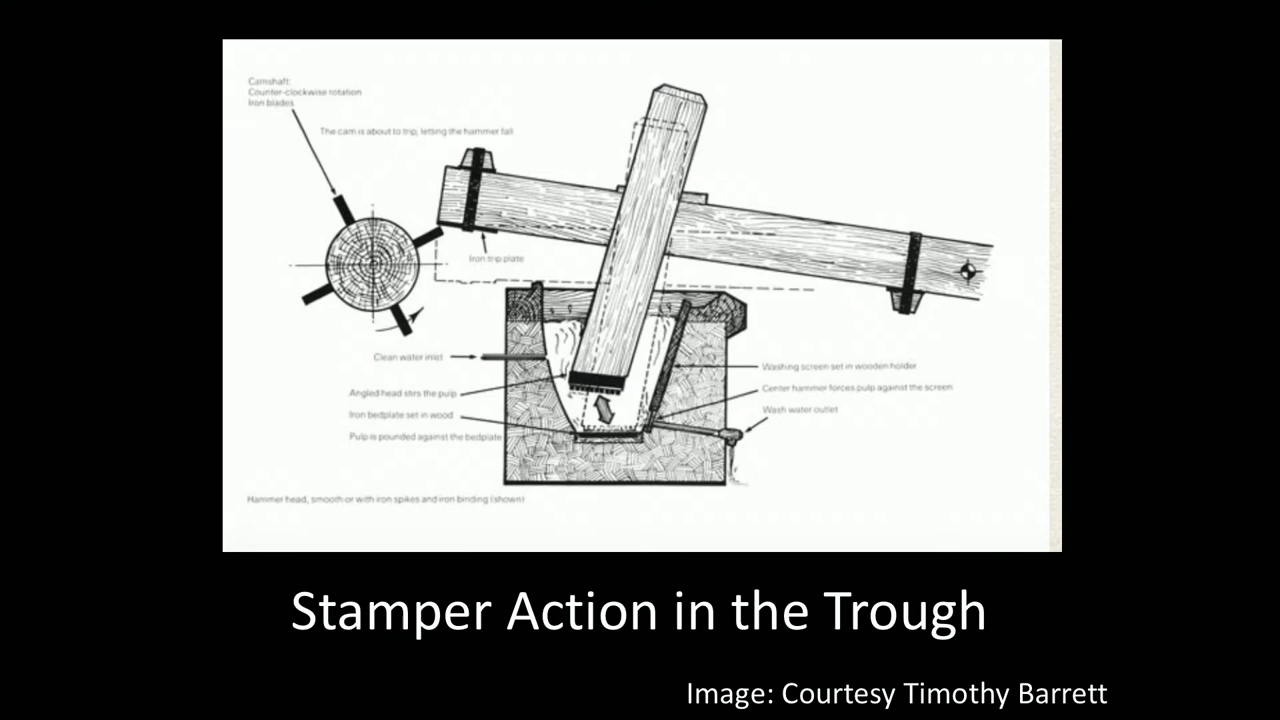 Camshaft:
Counter-clockwise rotation
Iron blades
The cam is about to trip, letting the hammer fall
Iron trip plate
Clean water inlet
Angled head stirs the pulp
Iron bedplate set in wood
Pulp is pounded against the bedplate
Washing screen set in wooden holder
Center hammer forces pulp against the screen
Wash water outlet
Hammer head, smooth or with iron spikes and iron binding (shown)
Stamper Action in the Trough
Image: Courtesy Timothy Barrett